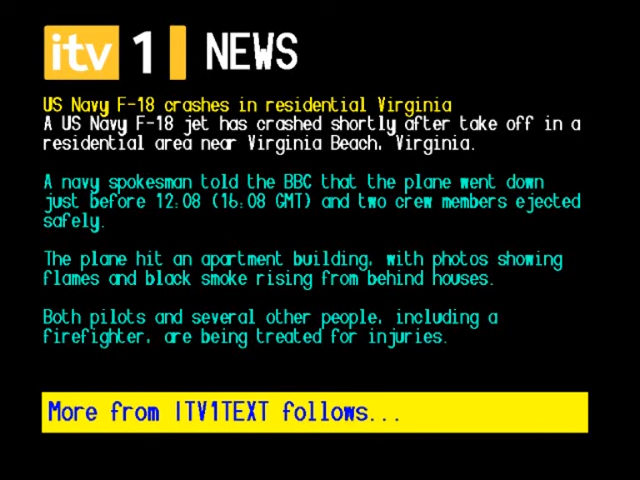 itv 1 NEWS
US Navy F-18 crashes in residential Virginia
A US Navy F-18 jet has crashed shortly after take off in a
residential area near Virginia Beach, Virginia.
A navy spokesman told the BBC that the plane went down
just before 12:08 (16:08 GMT) and two crew members ejected
safely.
The plane hit an apartment building, with photos showing
flames and black smoke rising from behind houses.
Both pilots and several other people, including a
firefighter, are being treated for injuries.
More from ITV1TEXT follows...